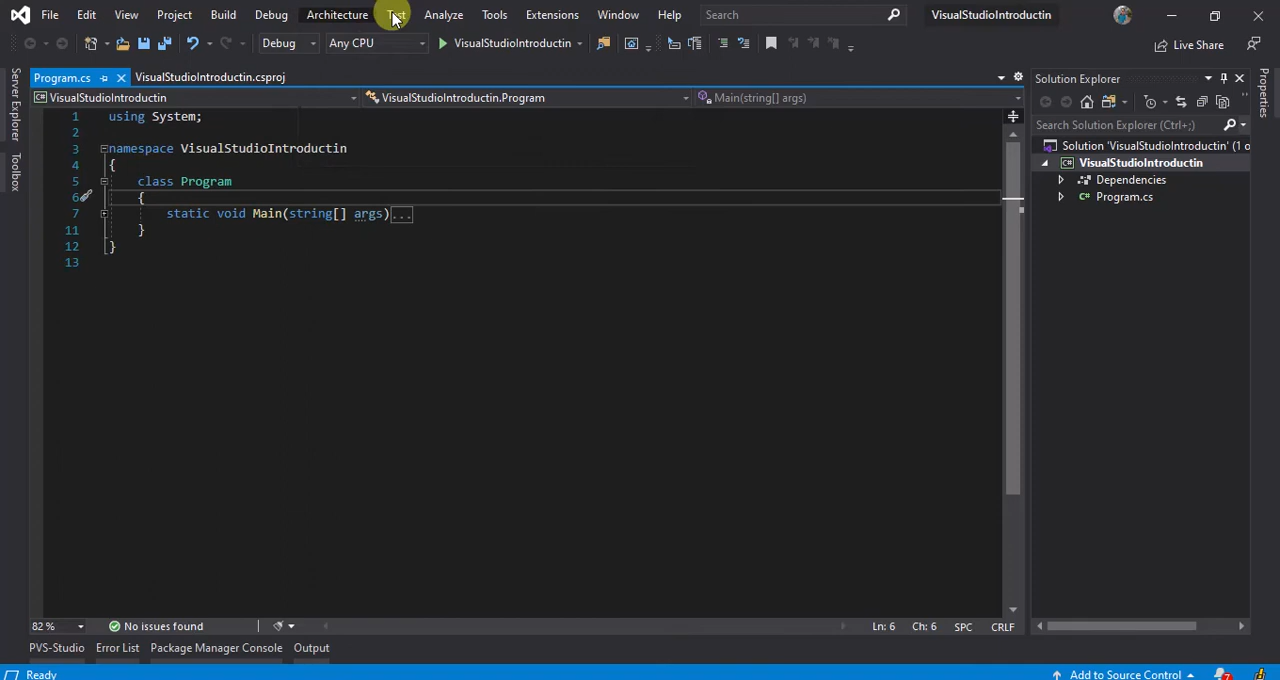 File Edit View Project Build Debug Architecture Test Analyze Tools Extensions Window Help Search VisualStudioIntroductin
Debug Any CPU VisualStudioIntroductin Live Share
Server Explorer
Toolbox
Program.cs VisualStudioIntroductin.csproj
VisualStudioIntroductin VisualStudioIntroductin.Program Main(string[] args)
1 using System;
2
3 namespace VisualStudioIntroductin
4 {
5 class Program
6 {
7 static void Main(string[] args)...
11 }
12 }
13
82 % No issues found Ln: 6 Ch: 6 SPC CRLF
PVS-Studio Error List Package Manager Console Output
Ready Add to Source Control 7
Solution Explorer
Search Solution Explorer (Ctrl+;)
Solution 'VisualStudioIntroductin' (1 o
VisualStudioIntroductin
Dependencies
C# Program.cs
Properties